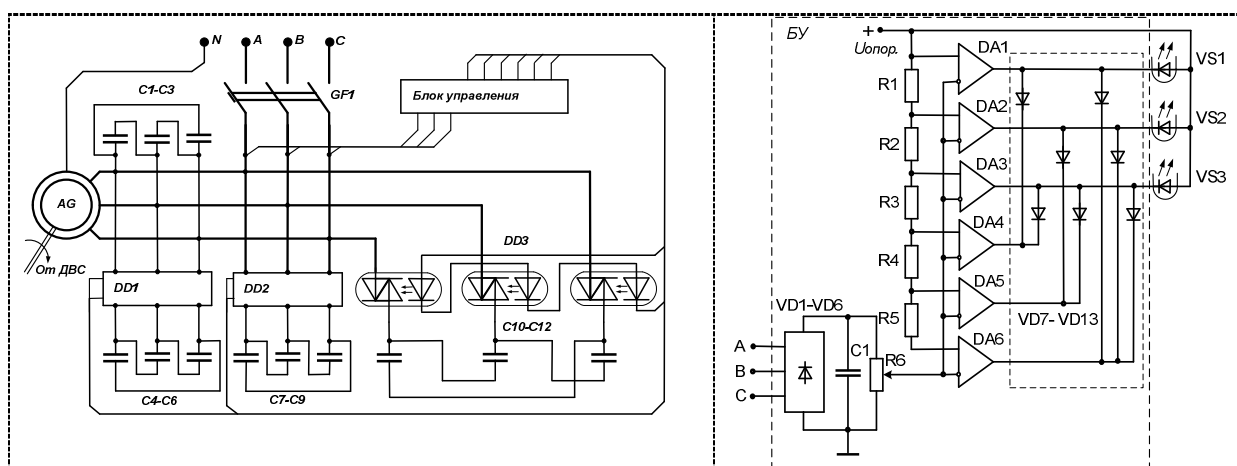 N
A
B
C
C1-C3
GF1
Блок управления
AG
От ДВС
DD1
DD2
DD3
C10-C12
C4-C6
C7-C9
БУ
+
Uопор.
DA1
VS1
R1
DA2
VS2
R2
DA3
VS3
R3
DA4
R4
DA5
R5
VD1-VD6
VD7- VD13
DA6
A
B
C
C1
R6